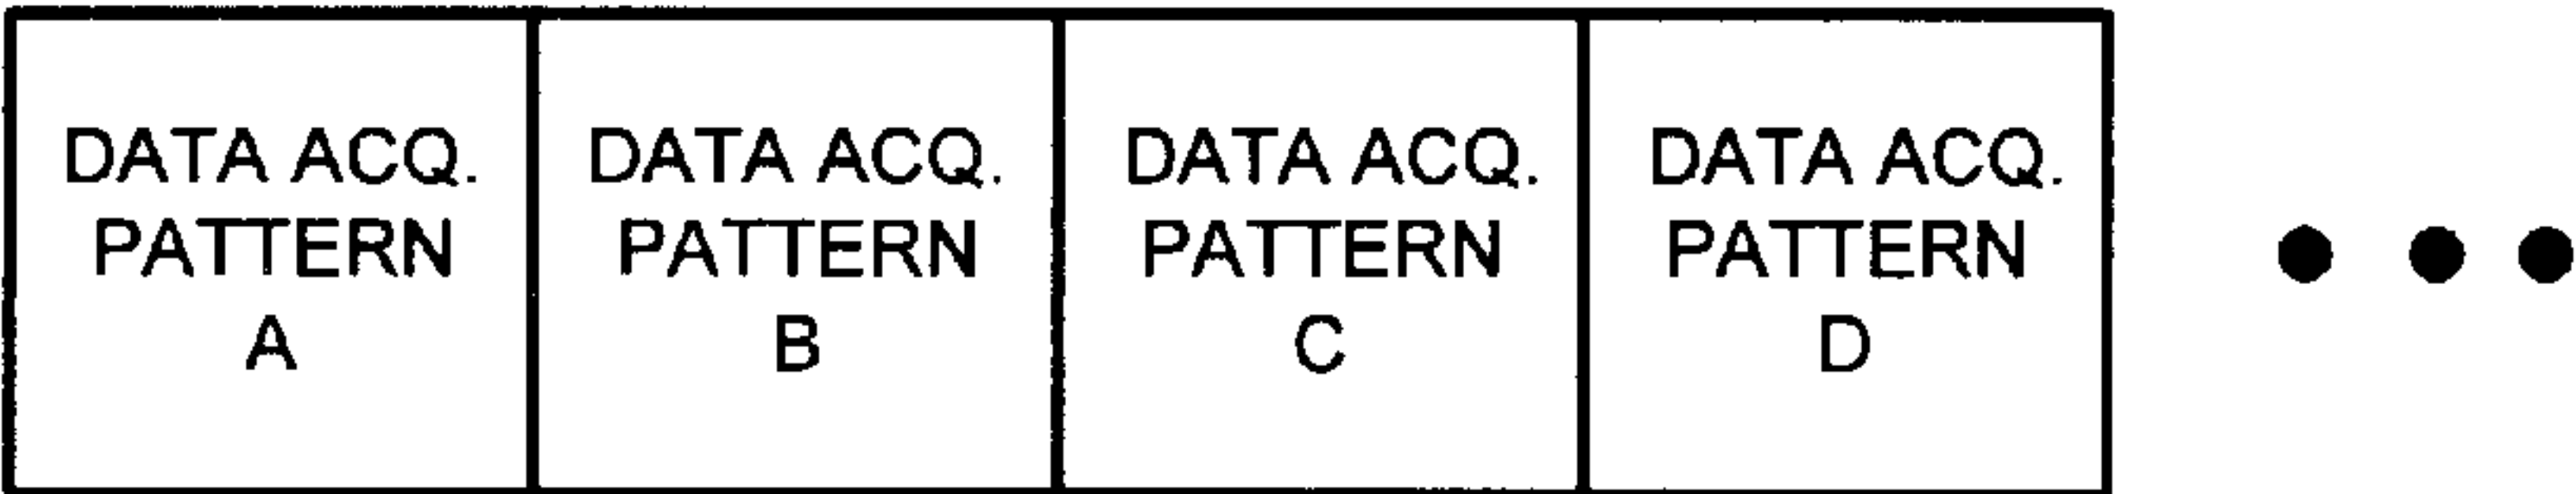 DATA ACQ.
PATTERN
A
DATA ACQ.
PATTERN
B
DATA ACQ.
PATTERN
C
DATA ACQ.
PATTERN
D